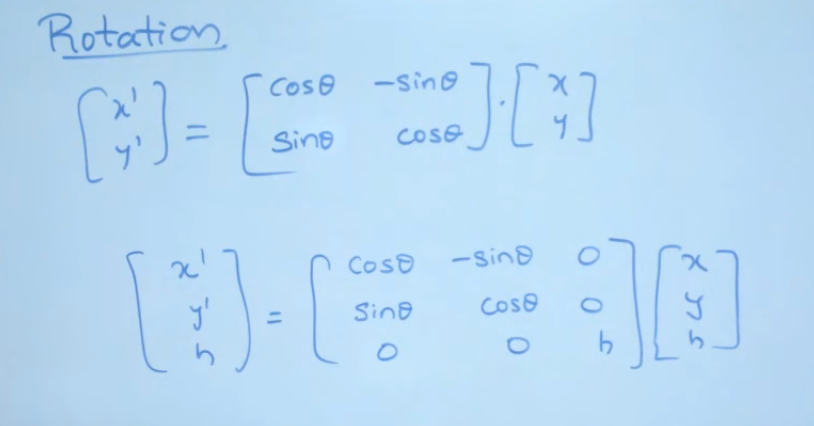 Rotation
[x' y'] = [cosθ -sinθ sinθ cosθ] · [x y]
[x' y' h] = [cosθ -sinθ 0 sinθ cosθ 0 0 0 h] [x y h]